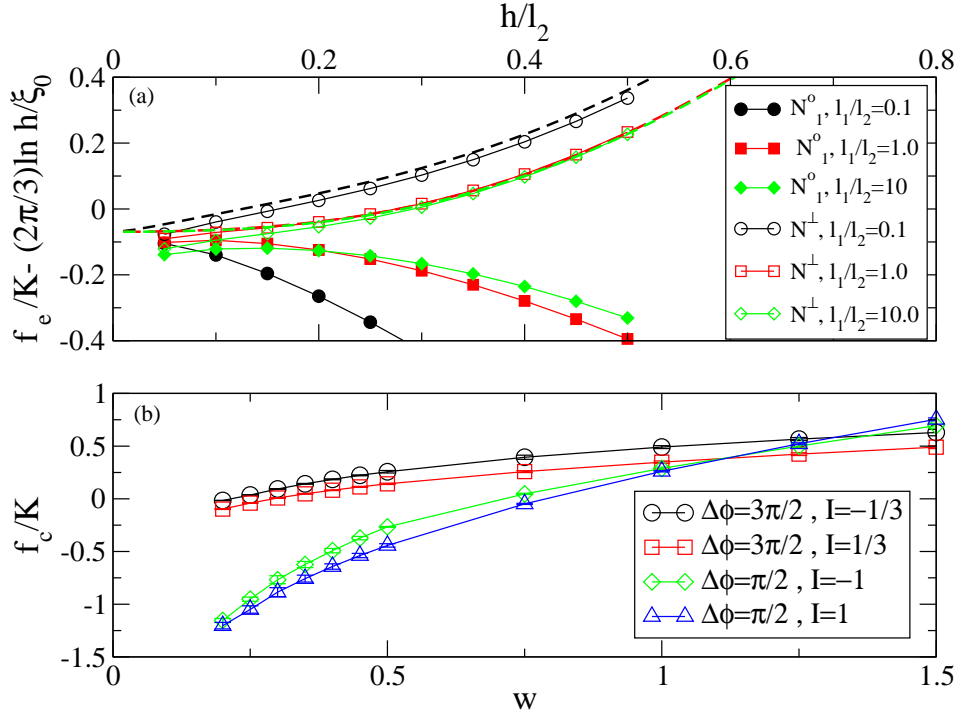 h/l₂
0 0.2 0.4 0.6 0.8
(a)
f_e /K- (2π/3)ln h/ξ₀
0.4
0.2
0
-0.2
-0.4
N°₁, l₁/l₂=0.1
N°₁, l₁/l₂=1.0
N°₁, l₁/l₂=10
N^⊥, l₁/l₂=0.1
N^⊥, l₁/l₂=1.0
N^⊥, l₁/l₂=10.0
(b)
f_c/K
1
0.5
0
-0.5
-1
-1.5
Δϕ=3π/2 , I=−1/3
Δϕ=3π/2 , I=1/3
Δϕ=π/2 , I=−1
Δϕ=π/2 , I=1
0 0.5 1 1.5
w